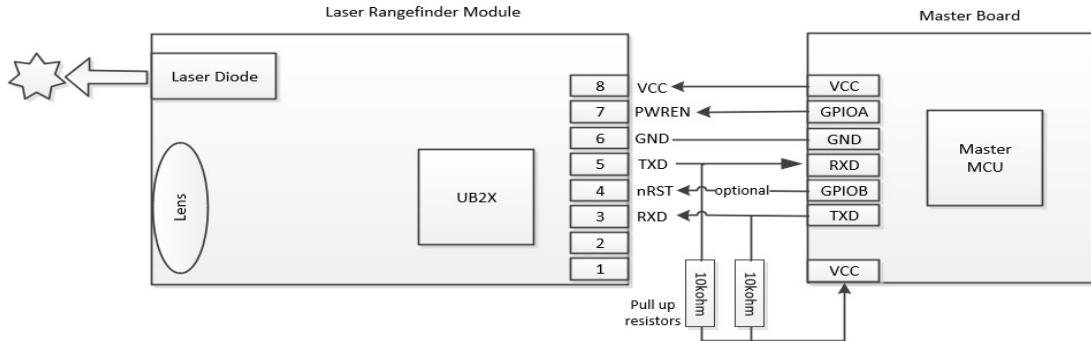 Laser Rangefinder Module
Master Board
Laser Diode
Lens
UB2X
8 VCC
7 PWREN
6 GND
5 TXD
4 nRST
3 RXD
2
1
optional
VCC
GPIOA
GND
RXD
GPIOB
TXD
VCC
Master
MCU
Pull up
resistors
10kohm
10kohm